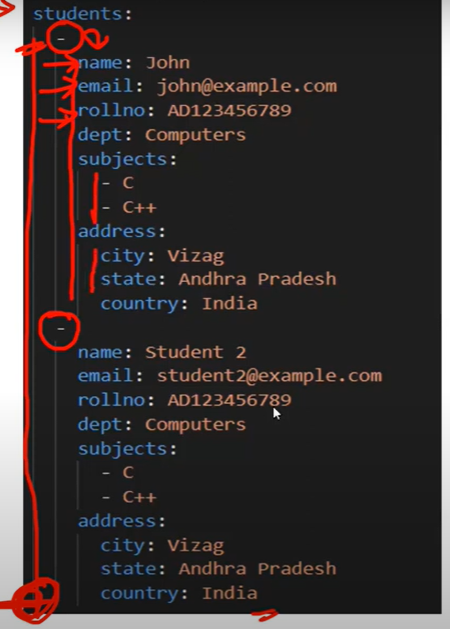 students:
-
name: John
email: john@example.com
rollno: AD123456789
dept: Computers
subjects:
- C
- C++
address:
city: Vizag
state: Andhra Pradesh
country: India
-
name: Student 2
email: student2@example.com
rollno: AD123456789
dept: Computers
subjects:
- C
- C++
address:
city: Vizag
state: Andhra Pradesh
country: India